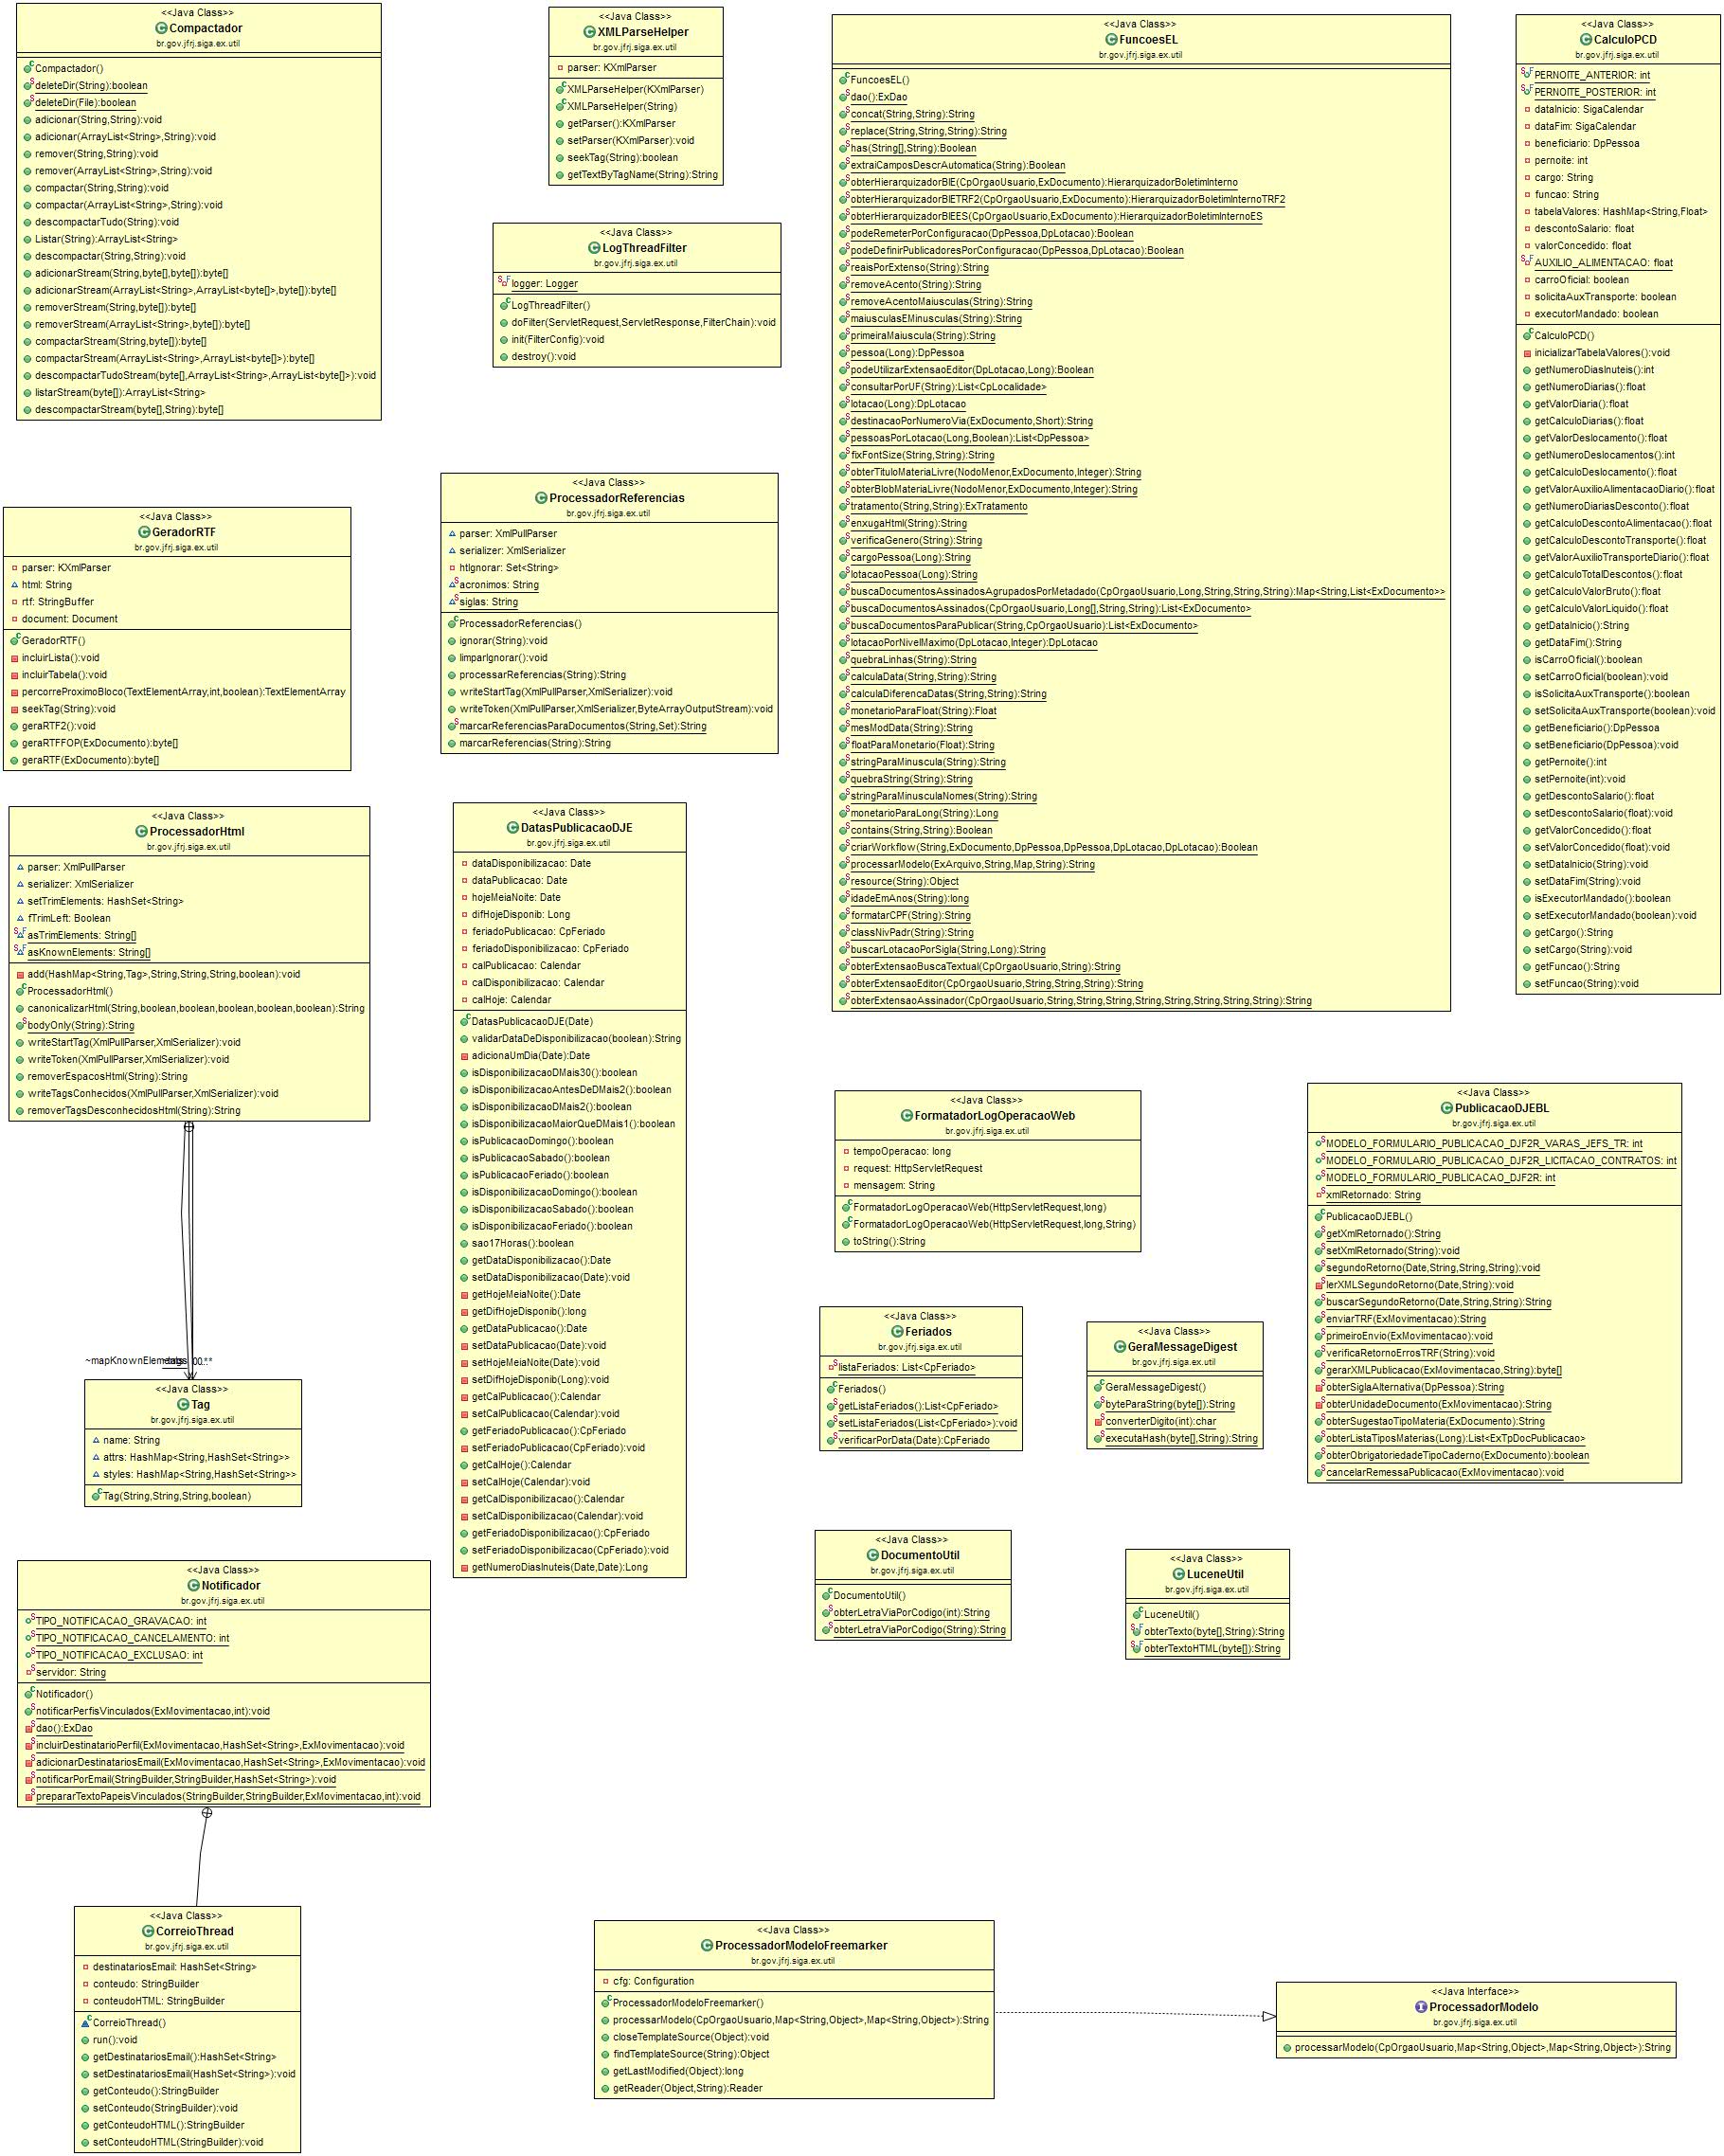 <<Java Class>>
Compactador
br.gov.jfrj.siga.ex.util
Compactador()
deleteDir(String):boolean
deleteDir(File):boolean
adicionar(String,String):void
adicionar(ArrayList<String>,String):void
remover(String,String):void
remover(ArrayList<String>,String):void
compactar(String,String):void
compactar(ArrayList<String>,String):void
descompactarTudo(String):void
Listar(String):ArrayList<String>
descompactar(String,String):void
adicionarStream(String,byte[],byte[]):byte[]
adicionarStream(ArrayList<String>,ArrayList<byte[]>,byte[]):byte[]
removerStream(String,byte[]):byte[]
removerStream(ArrayList<String>,byte[]):byte[]
compactarStream(String,byte[]):byte[]
compactarStream(ArrayList<String>,ArrayList<byte[]>):byte[]
descompactarTudoStream(byte[],ArrayList<String>,ArrayList<byte[]>):void
listarStream(byte[]):ArrayList<String>
descompactarStream(byte[],String):byte[]
<<Java Class>>
XMLParseHelper
br.gov.jfrj.siga.ex.util
parser: KXmlParser
XMLParseHelper(KXmlParser)
XMLParseHelper(String)
getParser():KXmlParser
setParser(KXmlParser):void
seekTag(String):boolean
getTextByTagName(String):String
<<Java Class>>
LogThreadFilter
br.gov.jfrj.siga.ex.util
logger: Logger
LogThreadFilter()
doFilter(ServletRequest,ServletResponse,FilterChain):void
init(FilterConfig):void
destroy():void
<<Java Class>>
FuncoesEL
br.gov.jfrj.siga.ex.util
FuncoesEL()
dao():ExDao
concat(String,String):String
replace(String,String,String):String
has(String[],String):Boolean
extraiCamposDescrAutomatica(String):Boolean
obterHierarquizadorBIE(CpOrgaoUsuario,ExDocumento):HierarquizadorBoletimInterno
obterHierarquizadorBIETRF2(CpOrgaoUsuario,ExDocumento):HierarquizadorBoletimInternoTRF2
obterHierarquizadorBIEES(CpOrgaoUsuario,ExDocumento):HierarquizadorBoletimInternoES
podeRemeterPorConfiguracao(DpPessoa,DpLotacao):Boolean
podeDefinirPublicadoresPorConfiguracao(DpPessoa,DpLotacao):Boolean
reaisPorExtenso(String):String
removeAcento(String):String
removeAcentoMaiusculas(String):String
maiusculasEMinusculas(String):String
primeiraMaiuscula(String):String
pessoa(Long):DpPessoa
podeUtilizarExtensaoEditor(DpLotacao,Long):Boolean
consultarPorUF(String):List<CpLocalidade>
lotacao(Long):DpLotacao
destinacaoPorNumeroVia(ExDocumento,Short):String
pessoasPorLotacao(Long,Boolean):List<DpPessoa>
fixFontSize(String,String):String
obterTituloMateriaLivre(NodoMenor,ExDocumento,Integer):String
obterBlobMateriaLivre(NodoMenor,ExDocumento,Integer):String
tratamento(String,String):ExTratamento
enxugaHtml(String):String
verificaGenero(String):String
cargoPessoa(Long):String
lotacaoPessoa(Long):String
buscaDocumentosAssinadosAgrupadosPorMetadado(CpOrgaoUsuario,Long,String,String,String):Map<String,List<ExDocumento>>
buscaDocumentosAssinados(CpOrgaoUsuario,Long[],String,String):List<ExDocumento>
buscaDocumentosParaPublicar(String,CpOrgaoUsuario):List<ExDocumento>
lotacaoPorNivelMaximo(DpLotacao,Integer):DpLotacao
quebraLinhas(String):String
calculaData(String,String):String
calculaDiferencaDatas(String,String):String
monetarioParaFloat(String):Float
mesModData(String):String
floatParaMonetario(Float):String
stringParaMinuscula(String):String
quebraString(String):String
stringParaMinusculaNomes(String):String
monetarioParaLong(String):Long
contains(String,String):Boolean
criarWorkflow(String,ExDocumento,DpPessoa,DpPessoa,DpLotacao,DpLotacao):Boolean
processarModelo(ExArquivo,String,Map,String):String
resource(String):Object
idadeEmAnos(String):long
formatarCPF(String):String
classNivPadr(String):String
buscarLotacaoPorSigla(String,Long):String
obterExtensaoBuscaTextual(CpOrgaoUsuario,String):String
obterExtensaoEditor(CpOrgaoUsuario,String,String,String):String
obterExtensaoAssinador(CpOrgaoUsuario,String,String,String,String,String,String,String):String
<<Java Class>>
CalculoPCD
br.gov.jfrj.siga.ex.util
PERNOITE_ANTERIOR: int
PERNOITE_POSTERIOR: int
dataInicio: SigaCalendar
dataFim: SigaCalendar
beneficiario: DpPessoa
pernoite: int
cargo: String
funcao: String
tabelaValores: HashMap<String,Float>
descontoSalario: float
valorConcedido: float
AUXILIO_ALIMENTACAO: float
carroOficial: boolean
solicitaAuxTransporte: boolean
executorMandado: boolean
CalculoPCD()
inicializarTabelaValores():void
getNumeroDiasInuteis():int
getNumeroDiarias():float
getValorDiaria():float
getCalculoDiarias():float
getValorDeslocamento():float
getNumeroDeslocamentos():int
getCalculoDeslocamento():float
getValorAuxilioAlimentacaoDiario():float
getNumeroDiariasDesconto():float
getCalculoDescontoAlimentacao():float
getCalculoDescontoTransporte():float
getValorAuxilioTransporteDiario():float
getCalculoTotalDescontos():float
getCalculoValorBruto():float
getCalculoValorLiquido():float
getDataInicio():String
getDataFim():String
isCarroOficial():boolean
setCarroOficial(boolean):void
isSolicitaAuxTransporte():boolean
setSolicitaAuxTransporte(boolean):void
getBeneficiario():DpPessoa
setBeneficiario(DpPessoa):void
getPernoite():int
setPernoite(int):void
getDescontoSalario():float
setDescontoSalario(float):void
getValorConcedido():float
setValorConcedido(float):void
setDataInicio(String):void
setDataFim(String):void
isExecutorMandado():boolean
setExecutorMandado(boolean):void
getCargo():String
setCargo(String):void
getFuncao():String
setFuncao(String):void
<<Java Class>>
GeradorRTF
br.gov.jfrj.siga.ex.util
parser: KXmlParser
html: String
rtf: StringBuffer
document: Document
GeradorRTF()
incluirLista():void
incluirTabela():void
percorreProximoBloco(TextElementArray,int,boolean):TextElementArray
seekTag(String):void
geraRTF2():void
geraRTFFOP(ExDocumento):byte[]
geraRTF(ExDocumento):byte[]
<<Java Class>>
ProcessadorReferencias
br.gov.jfrj.siga.ex.util
parser: XmlPullParser
serializer: XmlSerializer
htIgnorar: Set<String>
acronimos: String
siglas: String
ProcessadorReferencias()
ignorar(String):void
limparIgnorar():void
processarReferencias(String):String
writeStartTag(XmlPullParser,XmlSerializer):void
writeToken(XmlPullParser,XmlSerializer,ByteArrayOutputStream):void
marcarReferenciasParaDocumentos(String,Set):String
marcarReferencias(String):String
<<Java Class>>
ProcessadorHtml
br.gov.jfrj.siga.ex.util
parser: XmlPullParser
serializer: XmlSerializer
setTrimElements: HashSet<String>
fTrimLeft: Boolean
asTrimElements: String[]
asKnownElements: String[]
add(HashMap<String,Tag>,String,String,String,boolean):void
ProcessadorHtml()
canonicalizarHtml(String,boolean,boolean,boolean,boolean,boolean):String
bodyOnly(String):String
writeStartTag(XmlPullParser,XmlSerializer):void
writeToken(XmlPullParser,XmlSerializer):void
removerEspacosHtml(String):String
writeTagsConhecidos(XmlPullParser,XmlSerializer):void
removerTagsDesconhecidosHtml(String):String
~mapKnownElements
<<Java Class>>
Tag
br.gov.jfrj.siga.ex.util
name: String
attrs: HashMap<String,HashSet<String>>
styles: HashMap<String,HashSet<String>>
Tag(String,String,String,boolean)
<<Java Class>>
DatasPublicacaoDJE
br.gov.jfrj.siga.ex.util
dataDisponibilizacao: Date
dataPublicacao: Date
hojeMeiaNoite: Date
difHojeDisponib: Long
feriadoPublicacao: CpFeriado
feriadoDisponibilizacao: CpFeriado
calPublicacao: Calendar
calDisponibilizacao: Calendar
calHoje: Calendar
DatasPublicacaoDJE(Date)
validarDataDeDisponibilizacao(boolean):String
adicionaUmDia(Date):Date
isDisponibilizacaoDMais30():boolean
isDisponibilizacaoAntesDeDMais2():boolean
isDisponibilizacaoDMais2():boolean
isDisponibilizacaoMaiorQueDMais1():boolean
isPublicacaoDomingo():boolean
isPublicacaoSabado():boolean
isPublicacaoFeriado():boolean
isDisponibilizacaoDomingo():boolean
isDisponibilizacaoSabado():boolean
isDisponibilizacaoFeriado():boolean
sao17Horas():boolean
getDataDisponibilizacao():Date
setDataDisponibilizacao(Date):void
getHojeMeiaNoite():Date
getDifHojeDisponib():long
getDataPublicacao():Date
setDataPublicacao(Date):void
setHojeMeiaNoite(Date):void
setDifHojeDisponib(Long):void
getCalPublicacao():Calendar
setCalPublicacao(Calendar):void
getFeriadoPublicacao():CpFeriado
setFeriadoPublicacao(CpFeriado):void
getCalHoje():Calendar
setCalHoje(Calendar):void
getCalDisponibilizacao():Calendar
setCalDisponibilizacao(Calendar):void
getFeriadoDisponibilizacao():CpFeriado
setFeriadoDisponibilizacao(CpFeriado):void
getNumeroDiasInuteis(Date,Date):Long
<<Java Class>>
FormatadorLogOperacaoWeb
br.gov.jfrj.siga.ex.util
tempoOperacao: long
request: HttpServletRequest
mensagem: String
FormatadorLogOperacaoWeb(HttpServletRequest,long)
FormatadorLogOperacaoWeb(HttpServletRequest,long,String)
toString():String
<<Java Class>>
PublicacaoDJEBL
br.gov.jfrj.siga.ex.util
MODELO_FORMULARIO_PUBLICACAO_DJF2R_VARAS_JEFS_TR: int
MODELO_FORMULARIO_PUBLICACAO_DJF2R_LICITACAO_CONTRATOS: int
MODELO_FORMULARIO_PUBLICACAO_DJF2R: int
xmlRetornado: String
PublicacaoDJEBL()
getXmlRetornado():String
setXmlRetornado(String):void
segundoRetorno(Date,String,String,String):void
lerXMLSegundoRetorno(Date,String):void
buscarSegundoRetorno(Date,String,String):String
enviarTRF(ExMovimentacao):String
primeiroEnvio(ExMovimentacao):void
verificaRetornoErrosTRF(String):void
gerarXMLPublicacao(ExMovimentacao,String):byte[]
obterSiglaAlternativa(DpPessoa):String
obterUnidadeDocumento(ExMovimentacao):String
obterSugestaoTipoMateria(ExDocumento):String
obterListaTiposMaterias(Long):List<ExTpDocPublicacao>
obterObrigatoriedadeTipoCaderno(ExDocumento):boolean
cancelarRemessaPublicacao(ExMovimentacao):void
<<Java Class>>
Feriados
br.gov.jfrj.siga.ex.util
listaFeriados: List<CpFeriado>
Feriados()
getListaFeriados():List<CpFeriado>
setListaFeriados(List<CpFeriado>):void
verificarPorData(Date):CpFeriado
<<Java Class>>
GeraMessageDigest
br.gov.jfrj.siga.ex.util
GeraMessageDigest()
byteParaString(byte[]):String
converterDigito(int):char
executaHash(byte[],String):String
<<Java Class>>
DocumentoUtil
br.gov.jfrj.siga.ex.util
DocumentoUtil()
obterLetraViaPorCodigo(int):String
obterLetraViaPorCodigo(String):String
<<Java Class>>
LuceneUtil
br.gov.jfrj.siga.ex.util
LuceneUtil()
obterTexto(byte[],String):String
obterTextoHTML(byte[]):String
<<Java Class>>
Notificador
br.gov.jfrj.siga.ex.util
TIPO_NOTIFICACAO_GRAVACAO: int
TIPO_NOTIFICACAO_CANCELAMENTO: int
TIPO_NOTIFICACAO_EXCLUSAO: int
servidor: String
Notificador()
notificarPerfisVinculados(ExMovimentacao,int):void
dao():ExDao
incluirDestinatarioPerfil(ExMovimentacao,HashSet<String>,ExMovimentacao):void
adicionarDestinatariosEmail(ExMovimentacao,HashSet<String>,ExMovimentacao):void
notificarPorEmail(StringBuilder,StringBuilder,HashSet<String>):void
prepararTextoPapeisVinculados(StringBuilder,StringBuilder,ExMovimentacao,int):void
<<Java Class>>
CorreioThread
br.gov.jfrj.siga.ex.util
destinatariosEmail: HashSet<String>
conteudo: StringBuilder
conteudoHTML: StringBuilder
CorreioThread()
run():void
getDestinatariosEmail():HashSet<String>
setDestinatariosEmail(HashSet<String>):void
getConteudo():StringBuilder
setConteudo(StringBuilder):void
getConteudoHTML():StringBuilder
setConteudoHTML(StringBuilder):void
<<Java Class>>
ProcessadorModeloFreemarker
br.gov.jfrj.siga.ex.util
cfg: Configuration
ProcessadorModeloFreemarker()
processarModelo(CpOrgaoUsuario,Map<String,Object>,Map<String,Object>):String
closeTemplateSource(Object):void
findTemplateSource(String):Object
getLastModified(Object):long
getReader(Object,String):Reader
<<Java Interface>>
ProcessadorModelo
br.gov.jfrj.siga.ex.util
processarModelo(CpOrgaoUsuario,Map<String,Object>,Map<String,Object>):String